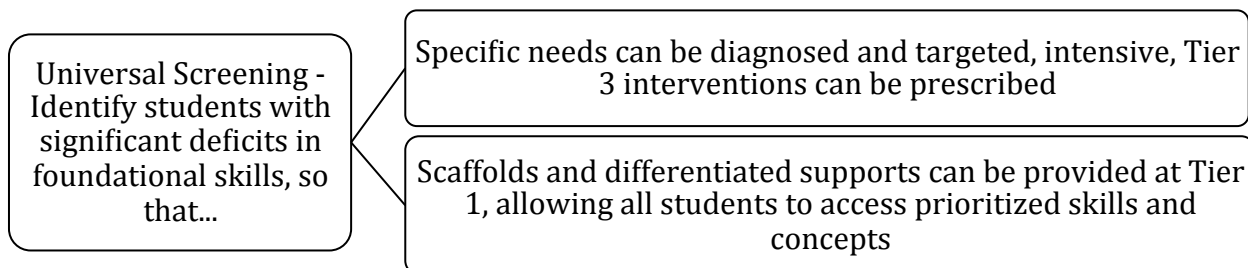 Universal Screening -
Identify students with
significant deficits in
foundational skills, so
that...
Specific needs can be diagnosed and targeted, intensive, Tier
3 interventions can be prescribed
Scaffolds and differentiated supports can be provided at Tier
1, allowing all students to access prioritized skills and
concepts